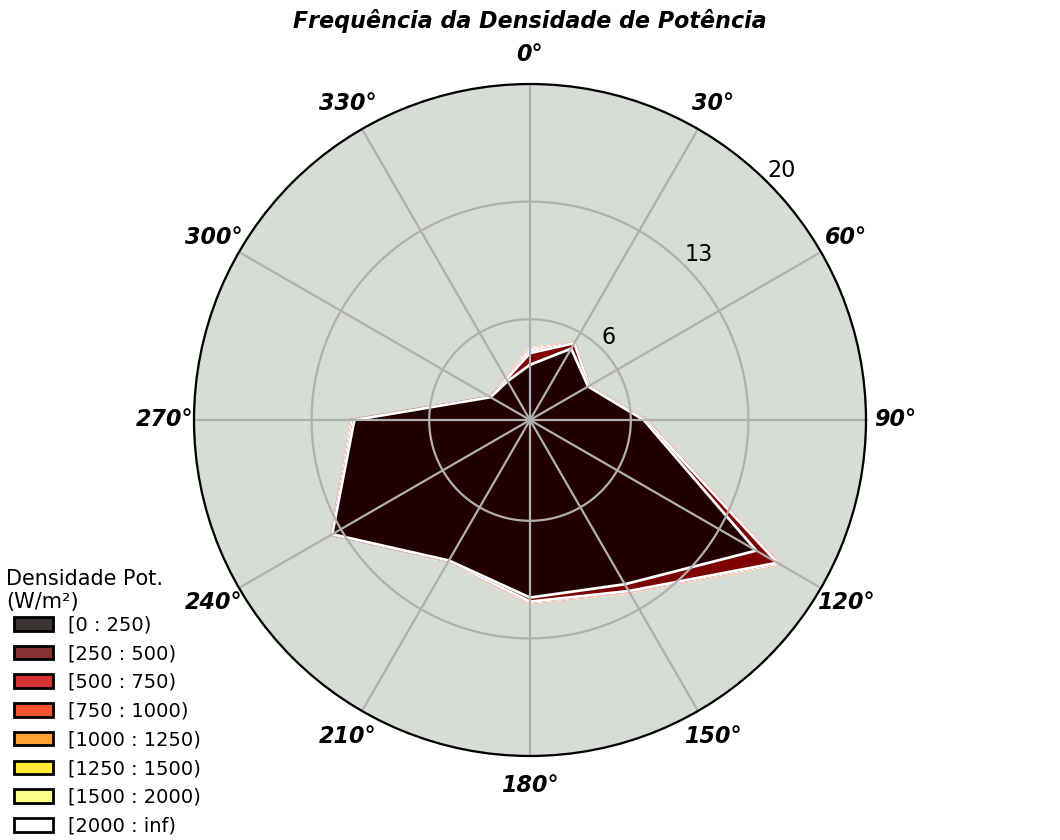 Frequência da Densidade de Potência
0°
330°
30°
20
300°
60°
13
6
270°
90°
240°
120°
210°
150°
180°
Densidade Pot.
(W/m²)
[0 : 250)
[250 : 500)
[500 : 750)
[750 : 1000)
[1000 : 1250)
[1250 : 1500)
[1500 : 2000)
[2000 : inf)